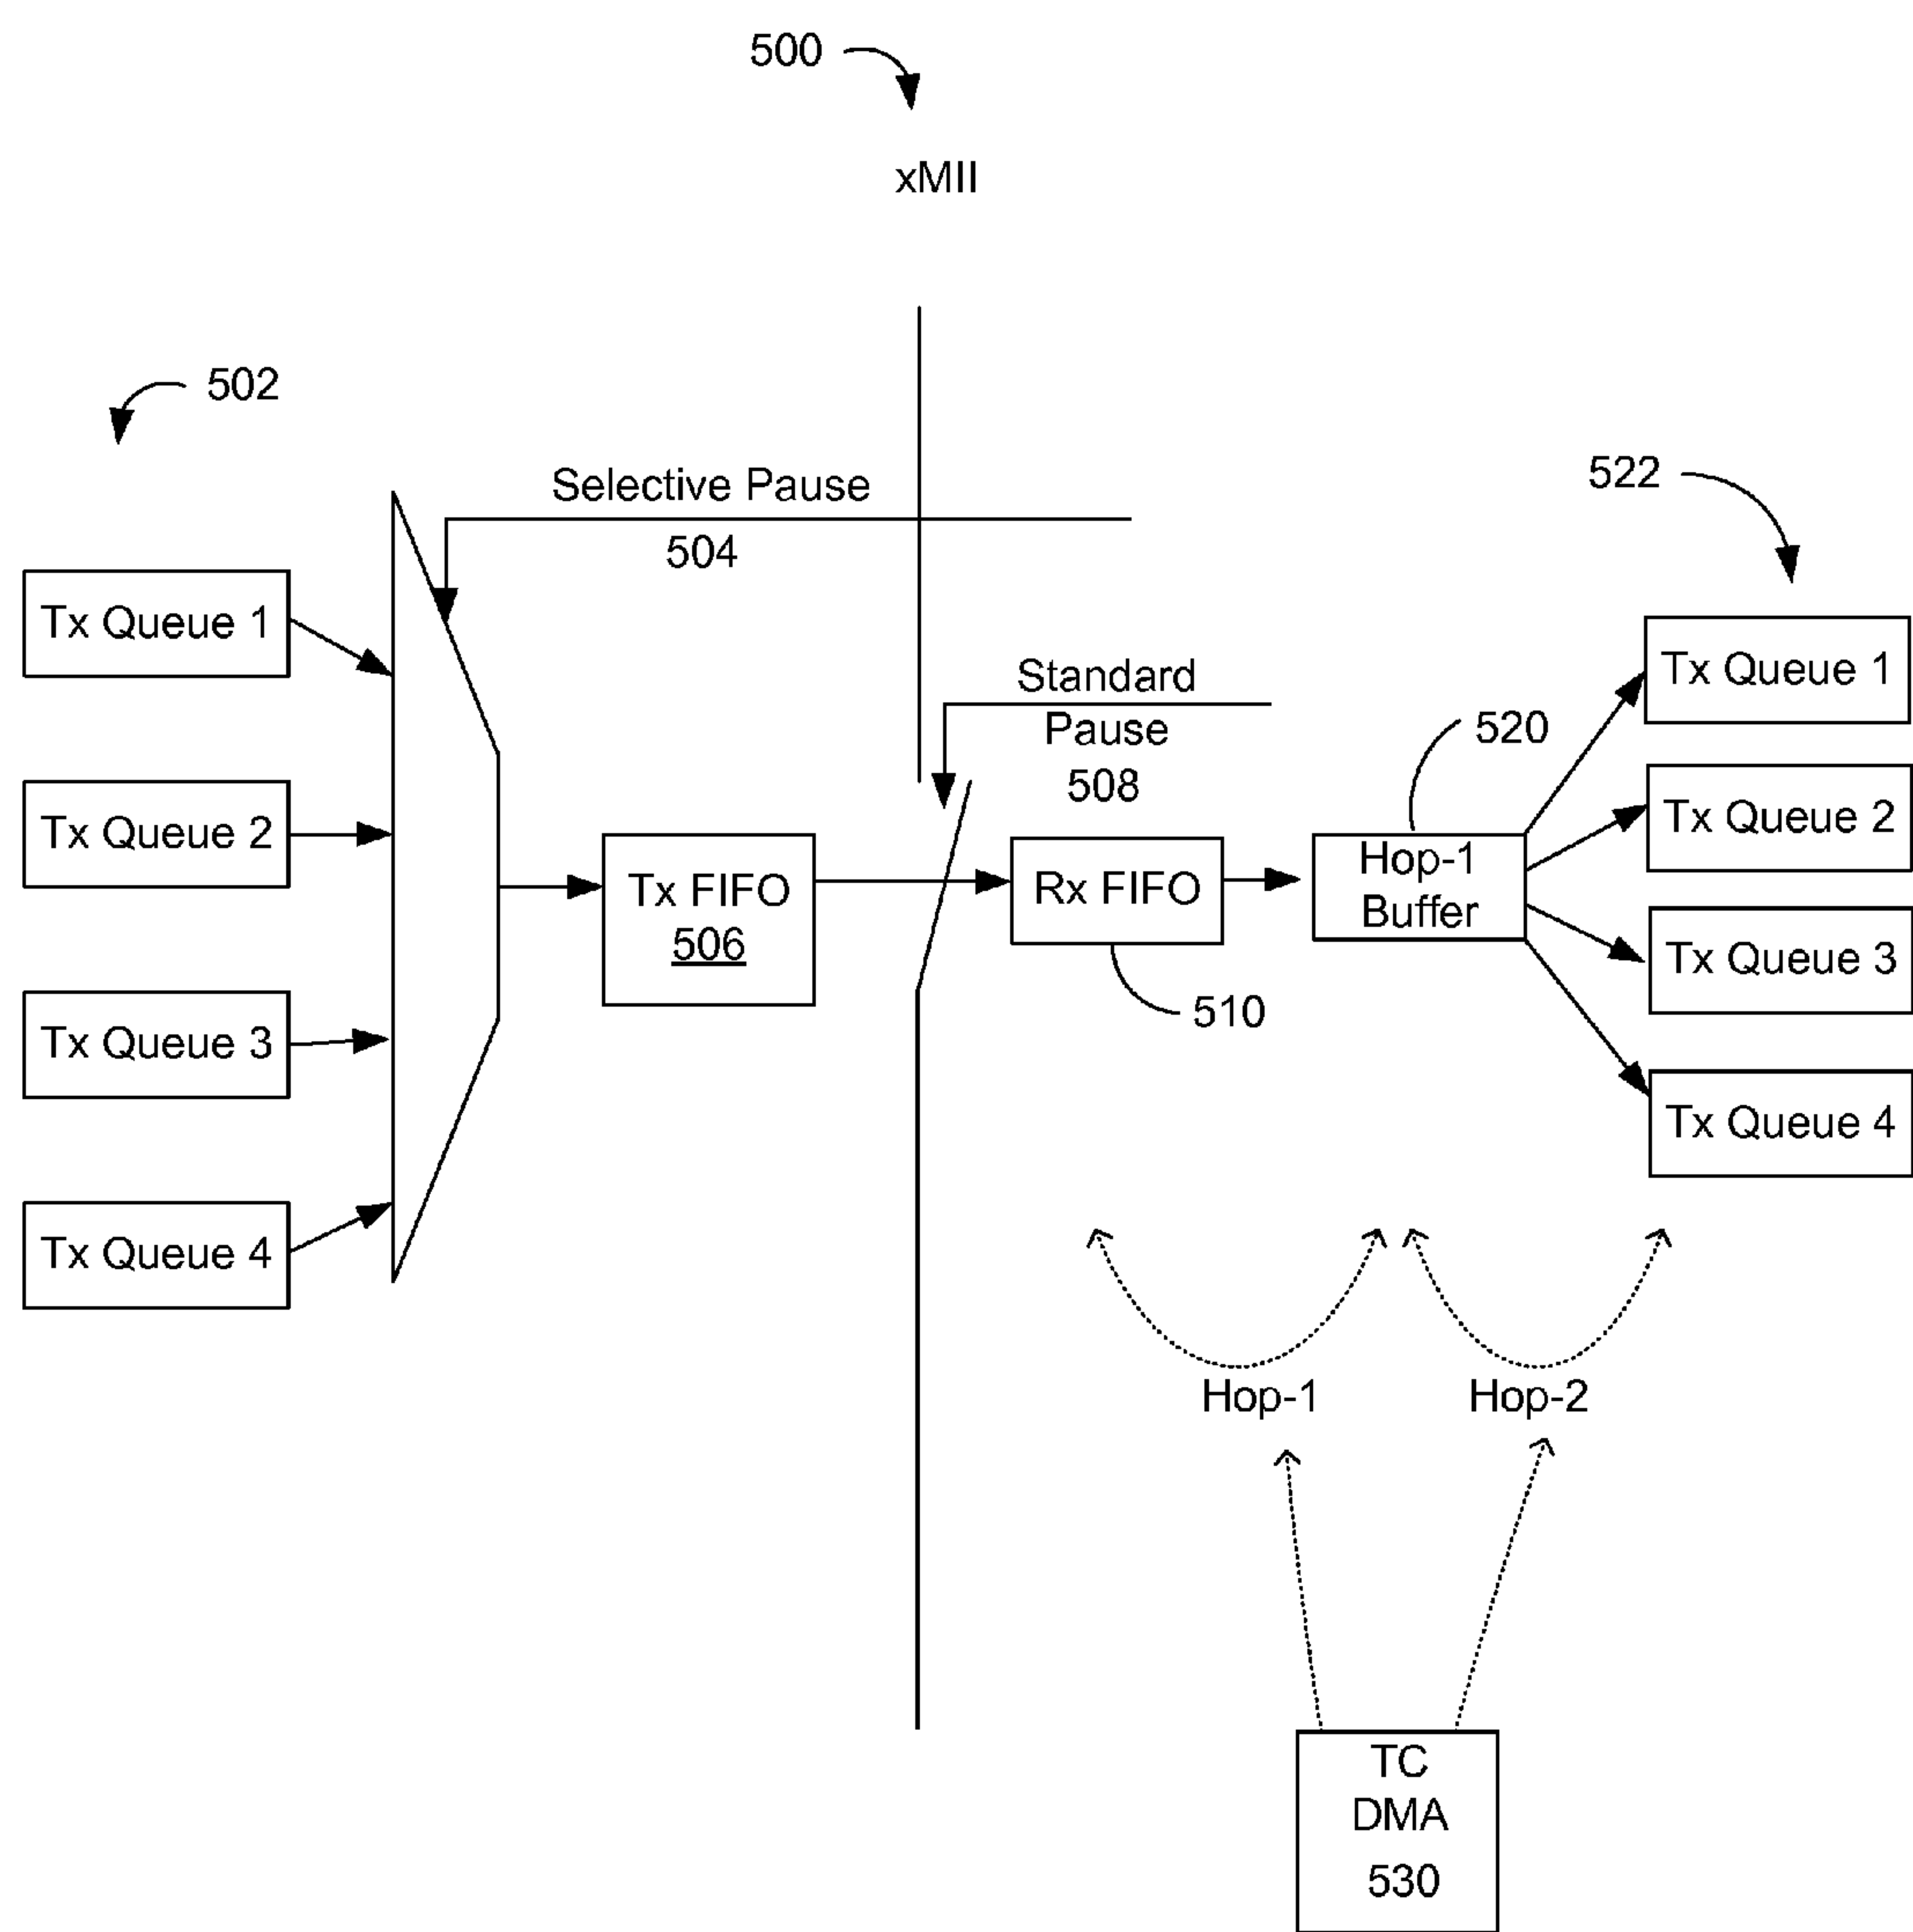 500
xMII
502
Selective Pause
504
522
Tx Queue 1
Tx Queue 2
Tx Queue 3
Tx Queue 4
Tx FIFO
506
Standard
Pause
508
Rx FIFO
510
520
Hop-1
Buffer
Tx Queue 1
Tx Queue 2
Tx Queue 3
Tx Queue 4
Hop-1
Hop-2
TC
DMA
530